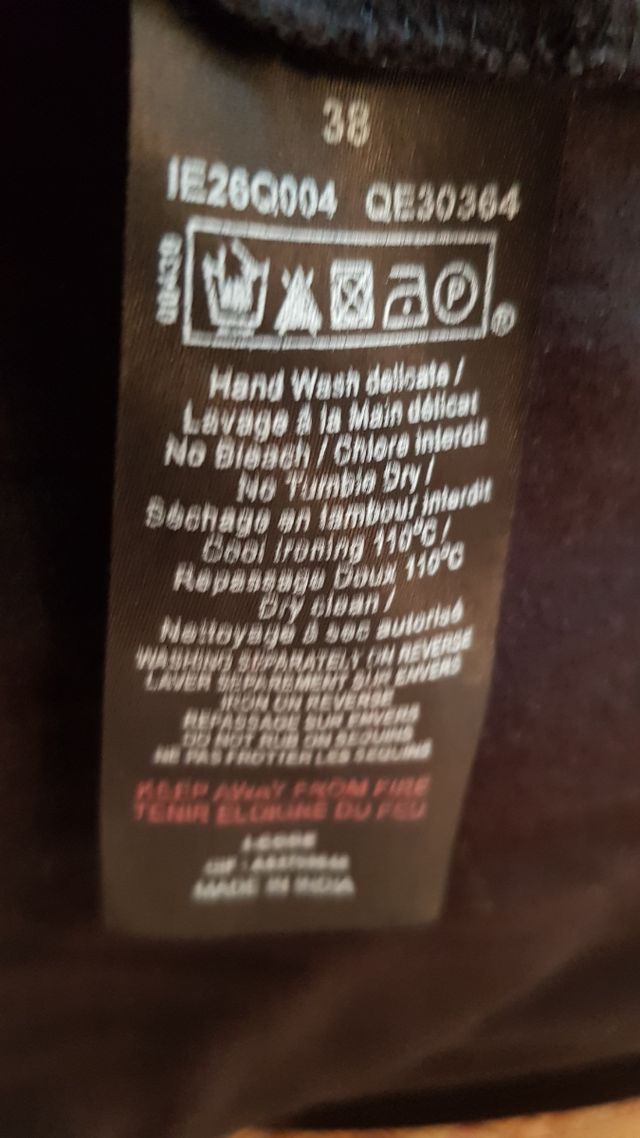 38
IE26Q004 QE30364
P
®
Hand Wash delicate /
Lavage à la Main délicat
No Bleach / Chlore interdit
No Tumble Dry /
Séchage en tambour interdit
Cool ironing 110°C /
Repassage Doux 110°C
Dry clean /
Nettoyage à sec autorisé
WASHING SUPARATELY ON REVERSE
LAVER SEPAREMENT SUR ENVERS
IRON ON REVERSE
REPASSAGE SUR ENVERS
DO NOT RUB ON SEQUINS
NE PAS FROTTER LES SEQUINS
KEEP AWAY FROM FIRE
TENIR ELOIGNE DU FEU
I-CODE
MADE IN INDIA